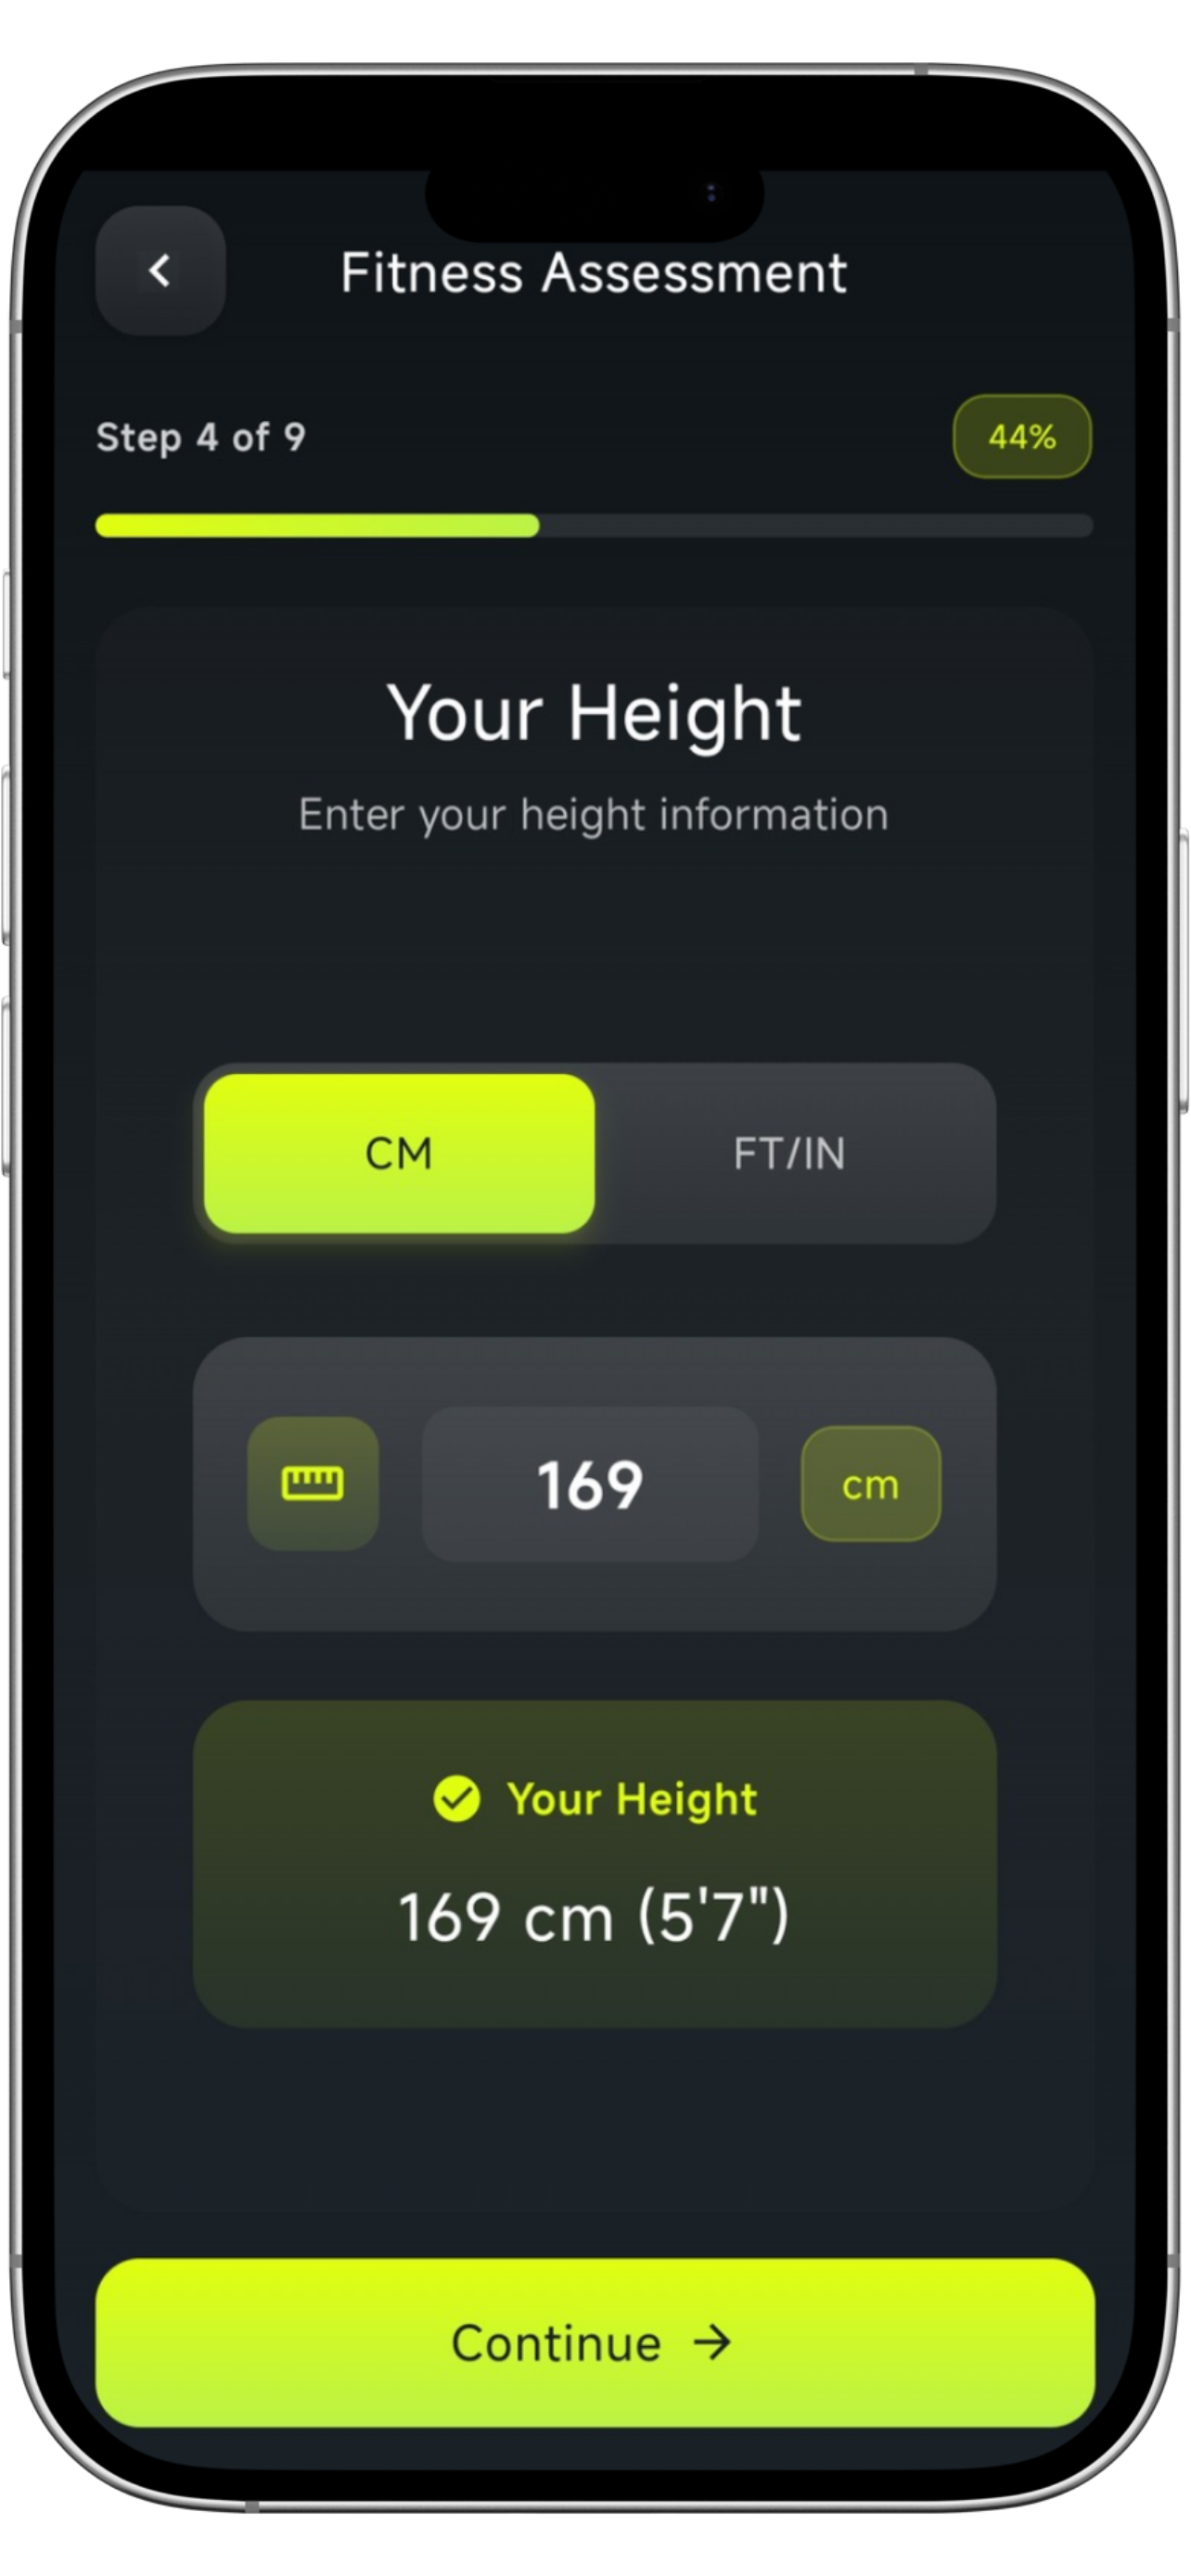 Fitness Assessment
Step 4 of 9
44%
Your Height
Enter your height information
CM
FT/IN
169
cm
Your Height
169 cm (5'7")
Continue →